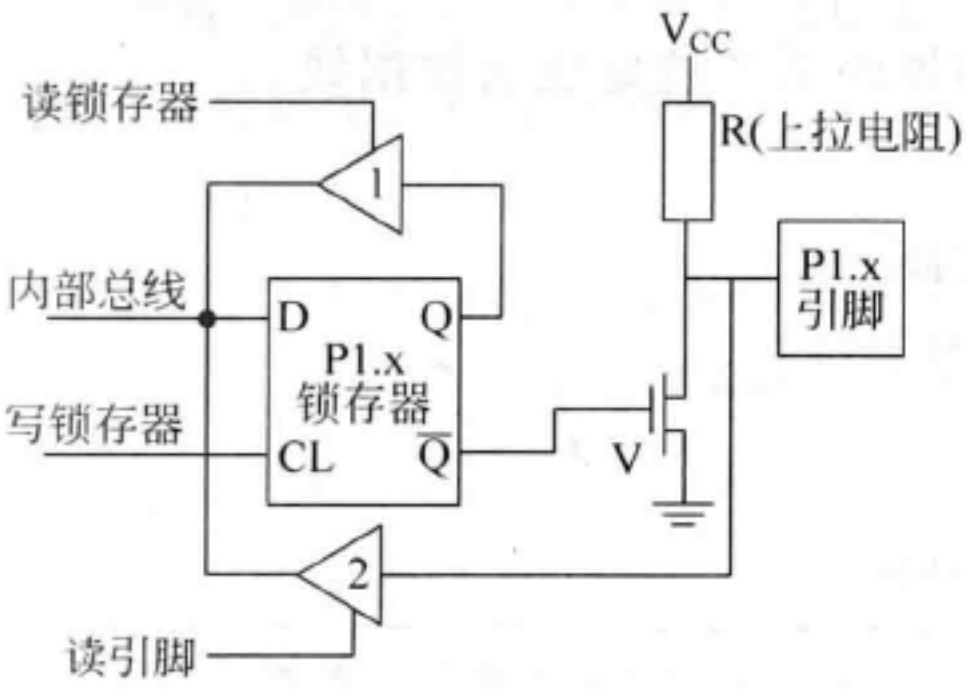 V_CC
读锁存器
R(上拉电阻)
1
内部总线
D
Q
P1.x
引脚
P1.x
锁存器
写锁存器
CL
Q̅
V
2
读引脚